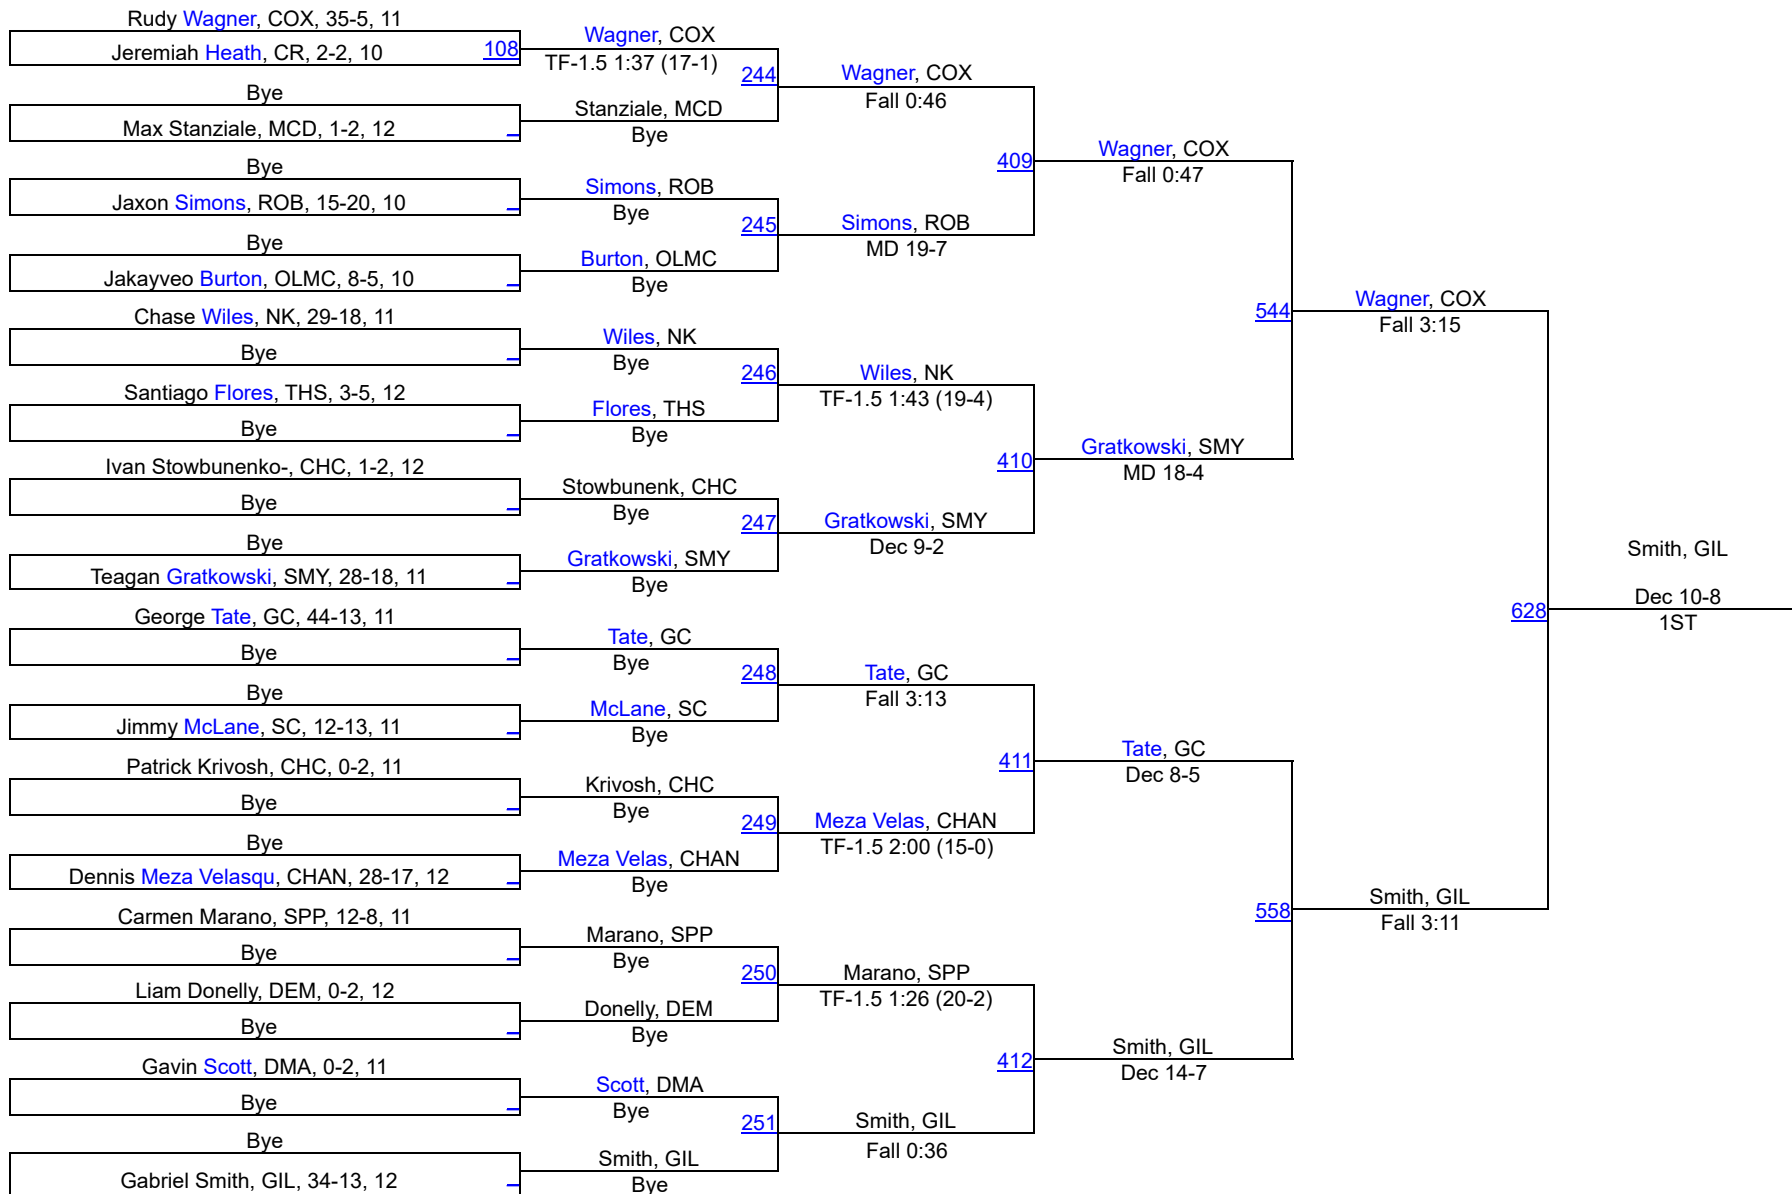 Rudy Wagner, COX, 35-5, 11
Jeremiah Heath, CR, 2-2, 10
108
Bye
Max Stanziale, MCD, 1-2, 12
Bye
Jaxon Simons, ROB, 15-20, 10
Bye
Jakayveo Burton, OLMC, 8-5, 10
Chase Wiles, NK, 29-18, 11
Bye
Santiago Flores, THS, 3-5, 12
Bye
Ivan Stowbunenko-, CHC, 1-2, 12
Bye
Bye
Teagan Gratkowski, SMY, 28-18, 11
George Tate, GC, 44-13, 11
Bye
Bye
Jimmy McLane, SC, 12-13, 11
Patrick Krivosh, CHC, 0-2, 11
Bye
Bye
Dennis Meza Velasqu, CHAN, 28-17, 12
Carmen Marano, SPP, 12-8, 11
Bye
Liam Donelly, DEM, 0-2, 12
Bye
Gavin Scott, DMA, 0-2, 11
Bye
Bye
Gabriel Smith, GIL, 34-13, 12
Wagner, COX
TF-1.5 1:37 (17-1)
244
Stanziale, MCD
Bye
Simons, ROB
Bye
245
Burton, OLMC
Bye
Wiles, NK
Bye
246
Flores, THS
Bye
Stowbunenk, CHC
Bye
247
Gratkowski, SMY
Bye
Tate, GC
Bye
248
McLane, SC
Bye
Krivosh, CHC
Bye
249
Meza Velas, CHAN
Bye
Marano, SPP
Bye
250
Donelly, DEM
Bye
Scott, DMA
Bye
251
Smith, GIL
Bye
Wagner, COX
Fall 0:46
409
Simons, ROB
MD 19-7
Wiles, NK
TF-1.5 1:43 (19-4)
410
Gratkowski, SMY
Dec 9-2
Tate, GC
Fall 3:13
411
Meza Velas, CHAN
TF-1.5 2:00 (15-0)
Marano, SPP
TF-1.5 1:26 (20-2)
412
Smith, GIL
Fall 0:36
Wagner, COX
Fall 0:47
544
Gratkowski, SMY
MD 18-4
Tate, GC
Dec 8-5
558
Smith, GIL
Dec 14-7
Wagner, COX
Fall 3:15
628
Smith, GIL
Fall 3:11
Smith, GIL
Dec 10-8
1ST